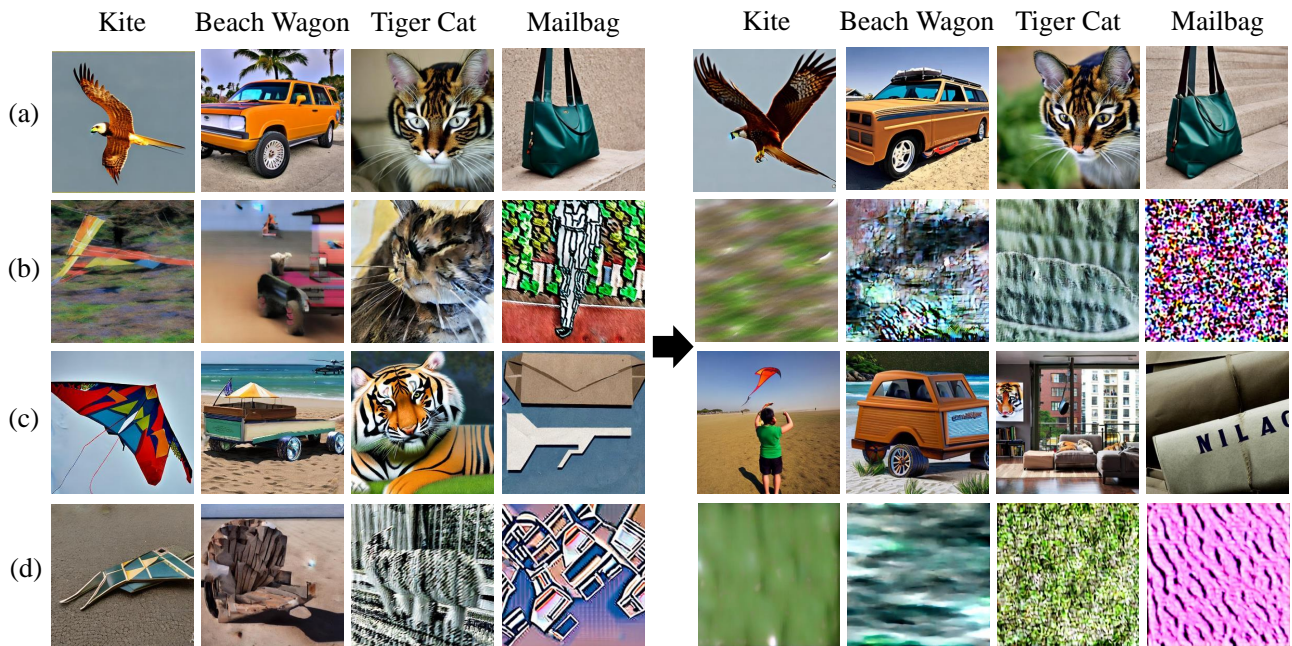 Kite Beach Wagon Tiger Cat Mailbag Kite Beach Wagon Tiger Cat Mailbag
(a)
(b)
(c)
NILAC
(d)